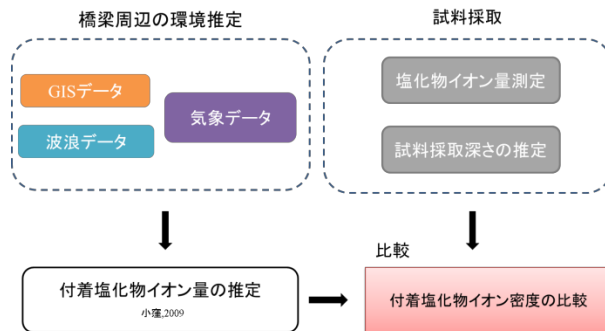 橋梁周辺の環境推定
GISデータ
波浪データ
気象データ
試料採取
塩化物イオン量測定
試料採取深さの推定
付着塩化物イオン量の推定
小窪,2009
比較
付着塩化物イオン密度の比較